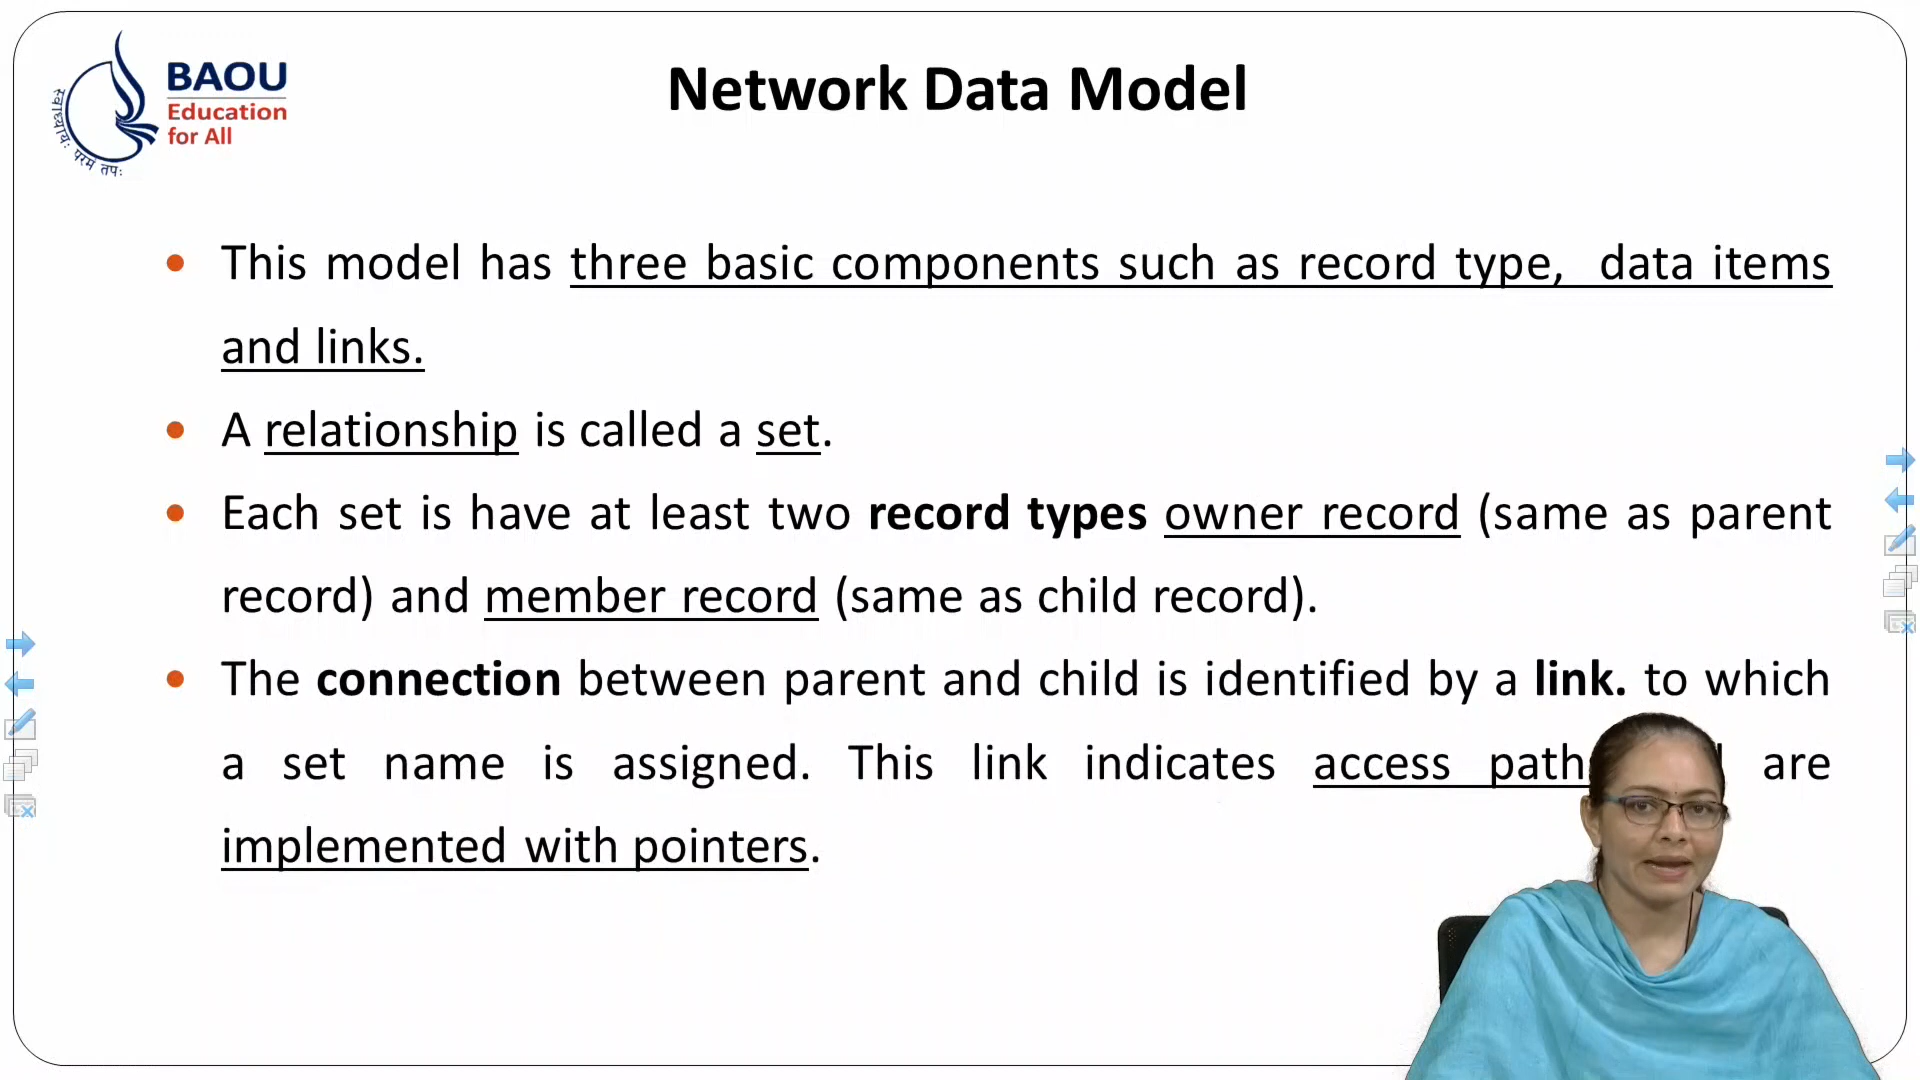 BAOU
Education
for All
स्वाध्यायः परमं तपः
Network Data Model
• This model has three basic components such as record type, data items
and links.
• A relationship is called a set.
• Each set is have at least two record types owner record (same as parent
record) and member record (same as child record).
• The connection between parent and child is identified by a link. to which
a set name is assigned. This link indicates access path are
implemented with pointers.